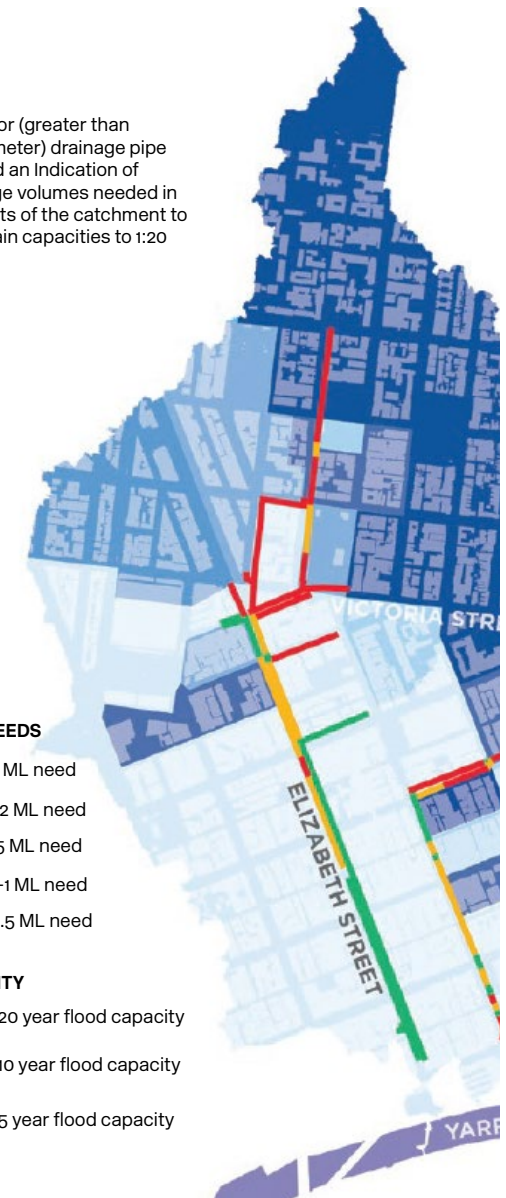 or (greater than
meter) drainage pipe
d an Indication of
ge volumes needed in
ts of the catchment to
ain capacities to 1:20
VICTORIA STRE
EEDS
ML need
2 ML need
5 ML need
-1 ML need
.5 ML need
ELIZABETH STREET
ITY
20 year flood capacity
10 year flood capacity
5 year flood capacity
YARR